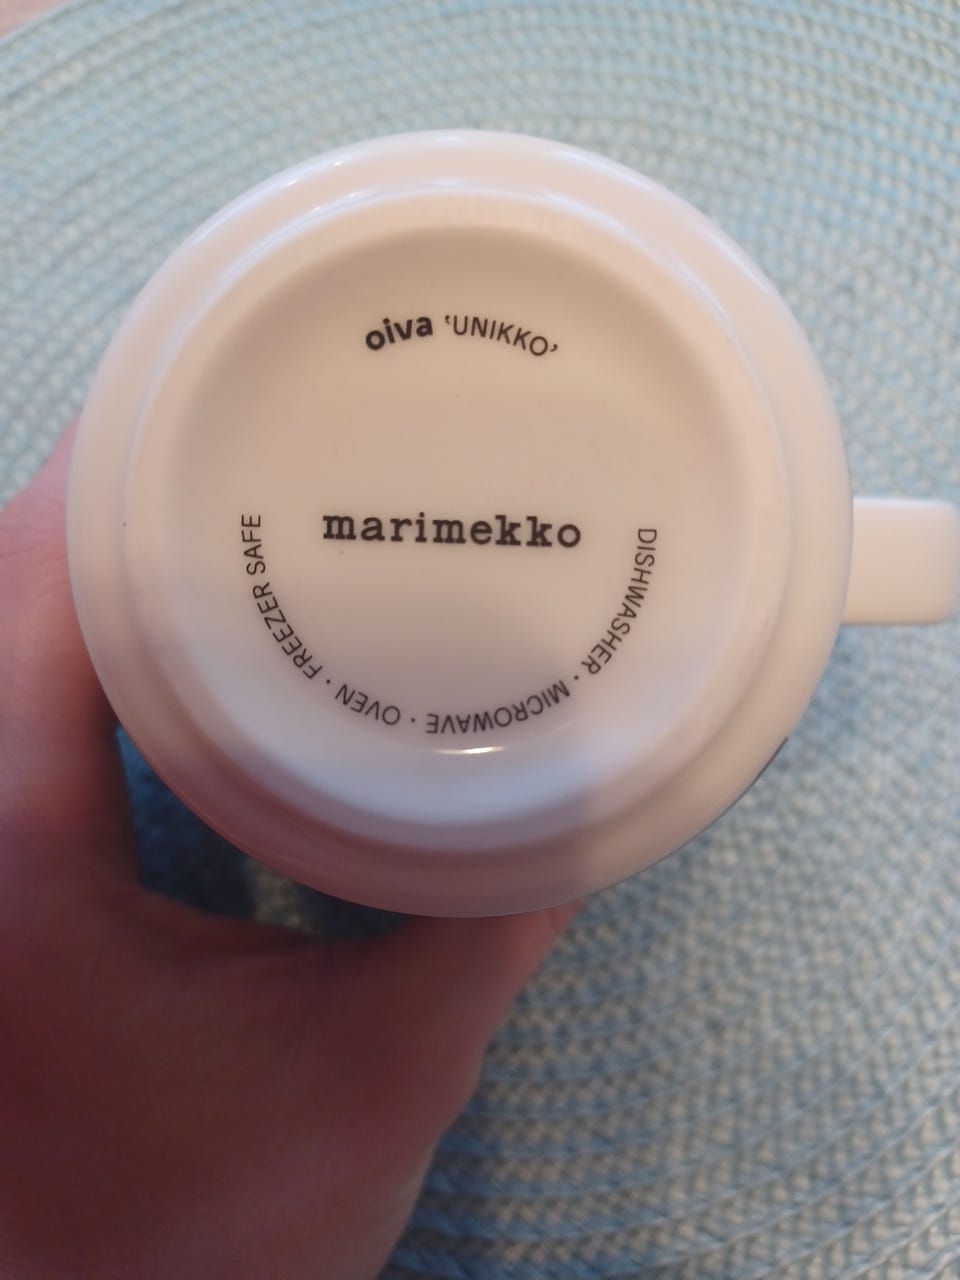 oiva 'UNIKKO'
marimekko
DISHWASHER · MICROWAVE · OVEN · FREEZER SAFE